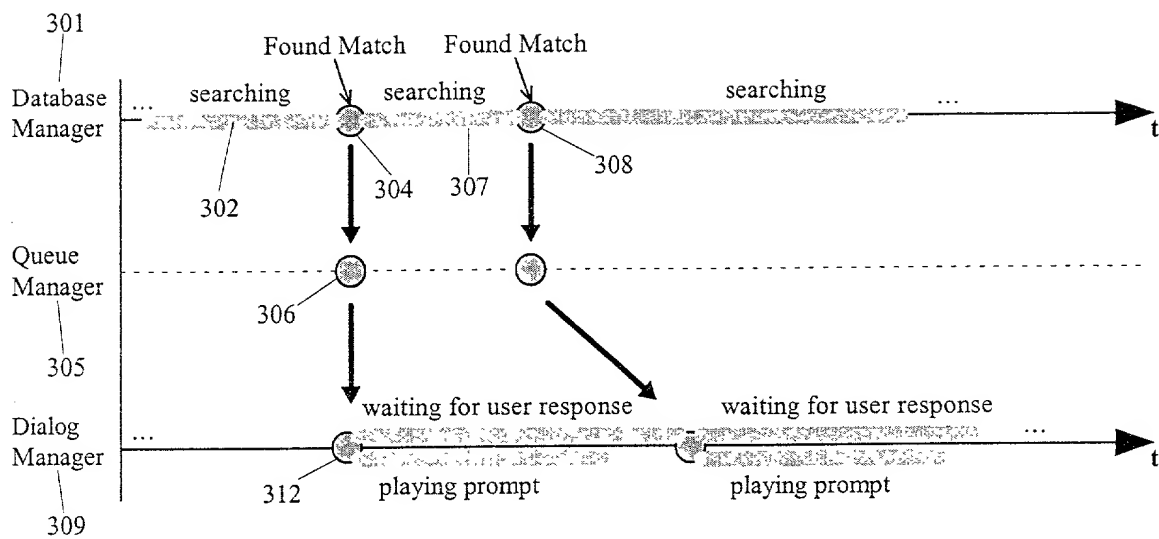 301
Found Match
Found Match
Database
Manager
...
searching
searching
searching
...
t
302
304
307
308
Queue
Manager
306
305
waiting for user response
waiting for user response
Dialog
Manager
...
...
t
312
playing prompt
playing prompt
309